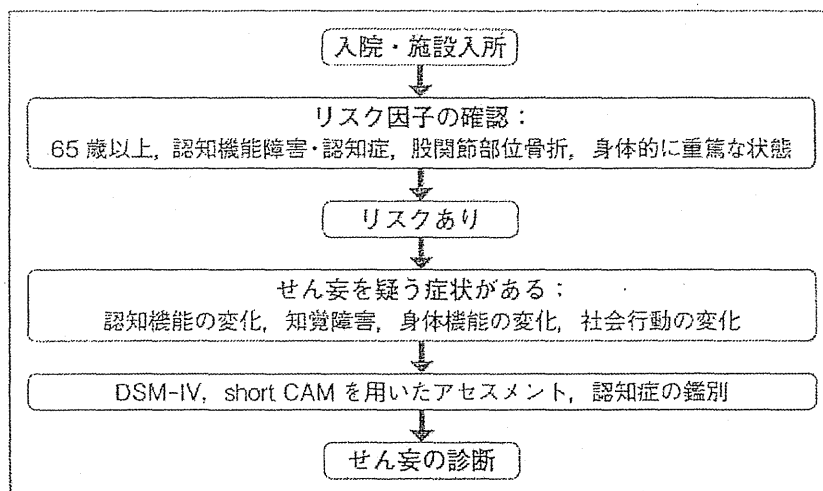 入院・施設入所
リスク因子の確認：
65歳以上，認知機能障害・認知症，股関節部位骨折，身体的に重篤な状態
リスクあり
せん妄を疑う症状がある；
認知機能の変化，知覚障害，身体機能の変化，社会行動の変化
DSM-IV，short CAMを用いたアセスメント，認知症の鑑別
せん妄の診断